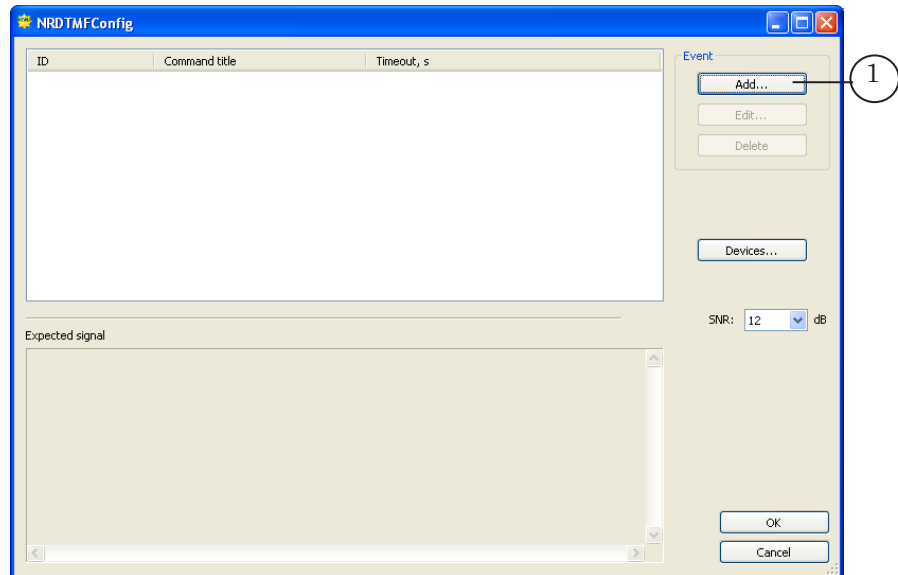 NRDTMFConfig
ID Command title Timeout, s
Event
Add...
1
Edit...
Delete
Devices...
SNR: 12 dB
Expected signal
OK
Cancel